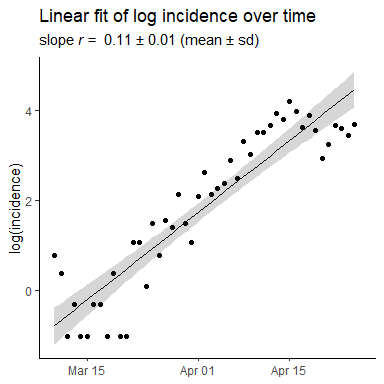 Linear fit of log incidence over time
slope r = 0.11 ± 0.01 (mean ± sd)
log(incidence)
4
2
0
Mar 15
Apr 01
Apr 15